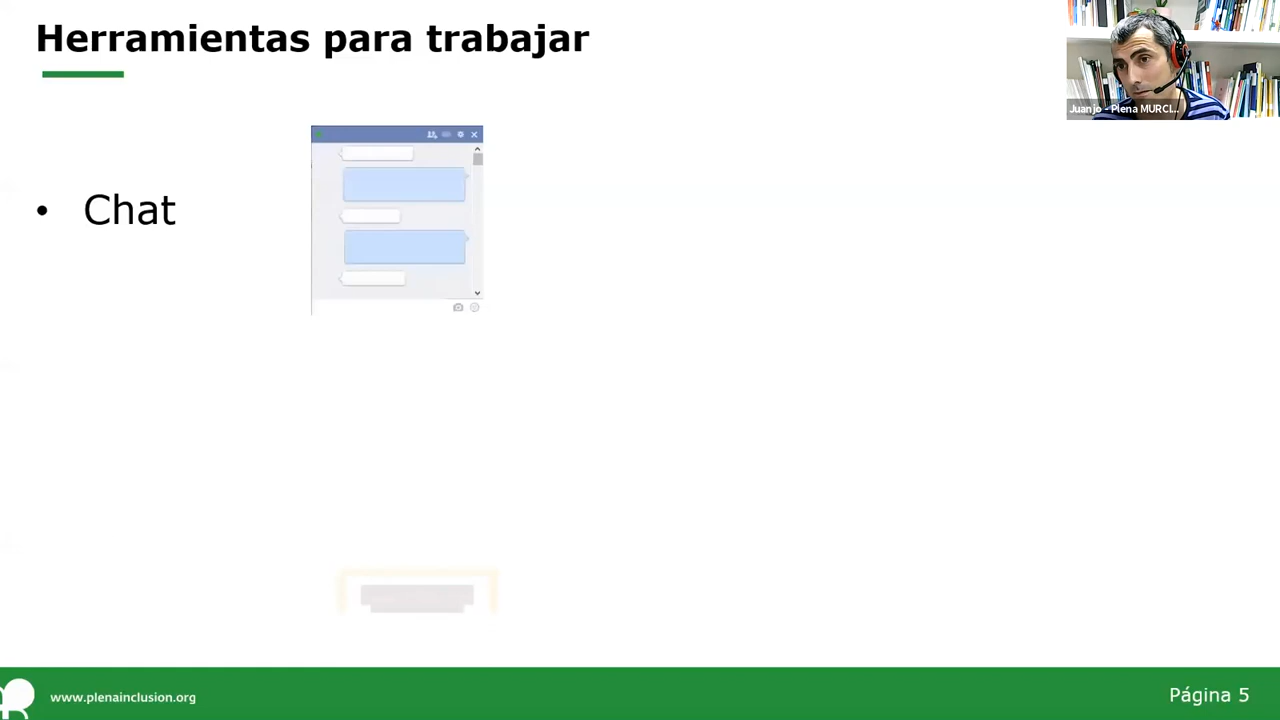 Herramientas para trabajar
Juanjo - Plena MURCI...
• Chat
www.plenainclusion.org
Página 5